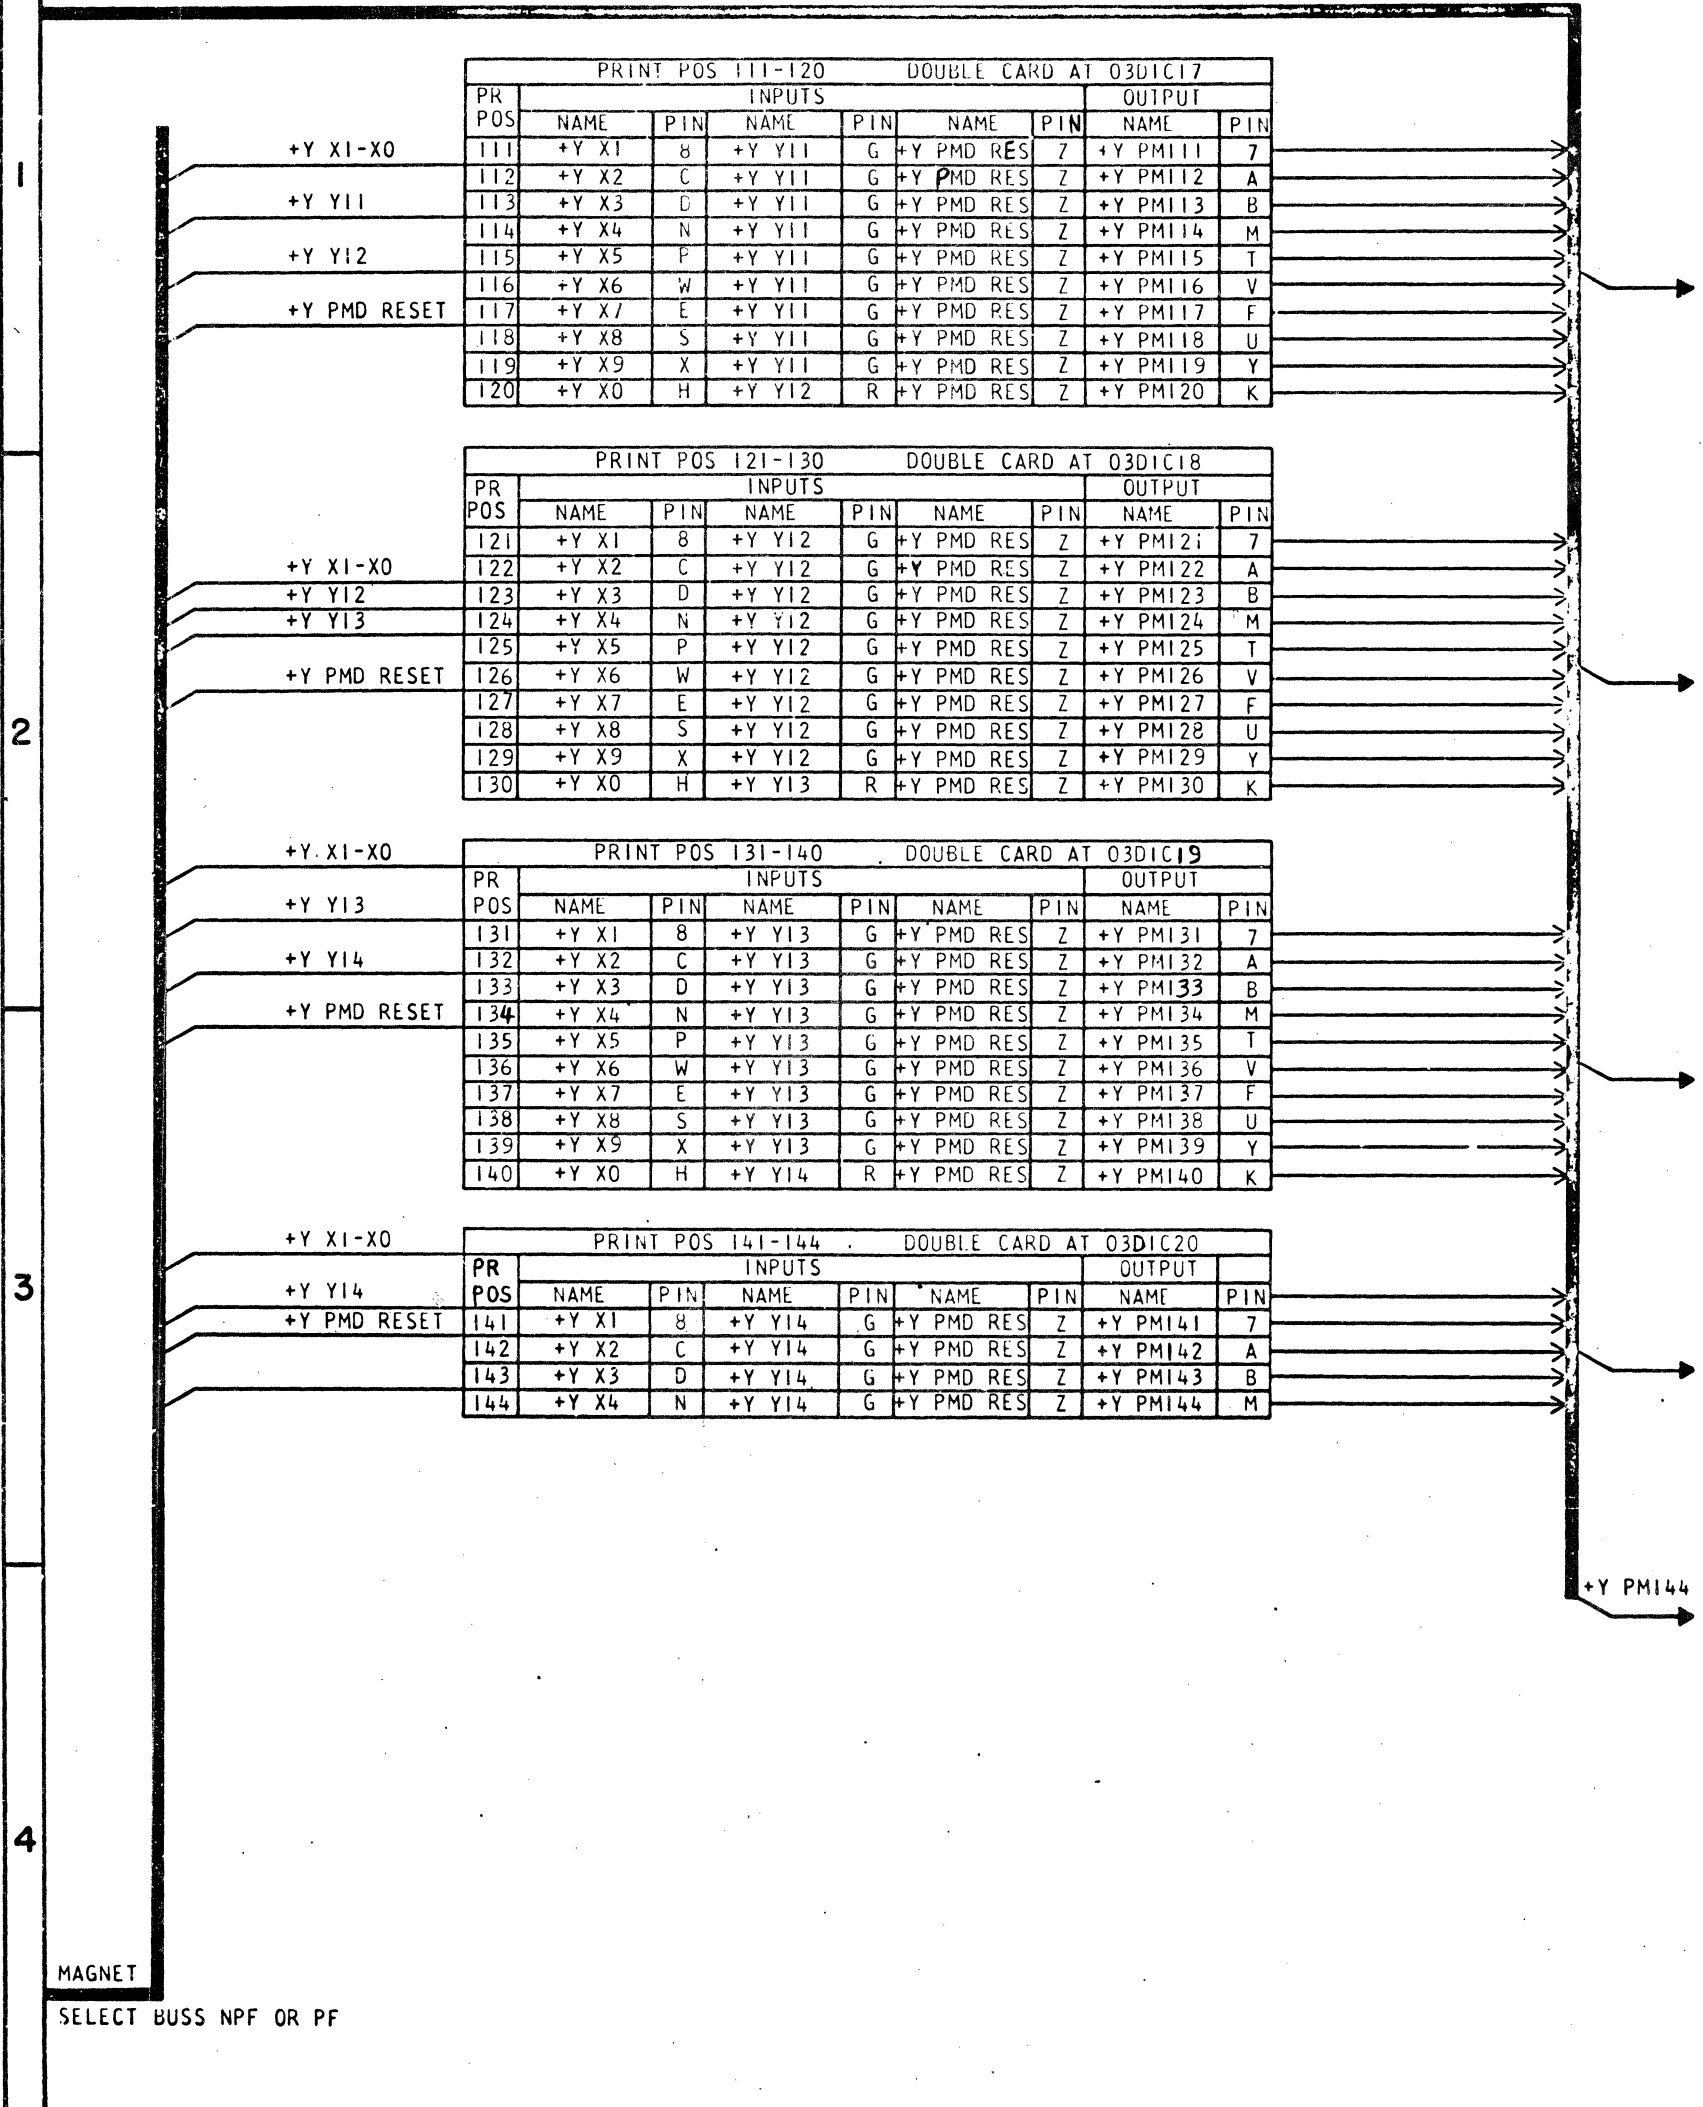 PRINT POS 111-120 DOUBLE CARD AT 03D1C17
PR POS INPUTS OUTPUT
NAME PIN NAME PIN NAME PIN NAME PIN
+Y X1-X0
+Y Y11
+Y Y12
+Y PMD RESET
111 +Y X1 8 +Y Y11 G +Y PMD RES Z +Y PM111 7
112 +Y X2 C +Y Y11 G +Y PMD RES Z +Y PM112 A
113 +Y X3 D +Y Y11 G +Y PMD RES Z +Y PM113 B
114 +Y X4 N +Y Y11 G +Y PMD RES Z +Y PM114 M
115 +Y X5 P +Y Y11 G +Y PMD RES Z +Y PM115 T
116 +Y X6 W +Y Y11 G +Y PMD RES Z +Y PM116 V
117 +Y X7 E +Y Y11 G +Y PMD RES Z +Y PM117 F
118 +Y X8 S +Y Y11 G +Y PMD RES Z +Y PM118 U
119 +Y X9 X +Y Y11 G +Y PMD RES Z +Y PM119 Y
120 +Y X0 H +Y Y12 R +Y PMD RES Z +Y PM120 K
1
PRINT POS 121-130 DOUBLE CARD AT 03D1C18
PR POS INPUTS OUTPUT
NAME PIN NAME PIN NAME PIN NAME PIN
+Y X1-X0
+Y Y12
+Y Y13
+Y PMD RESET
121 +Y X1 8 +Y Y12 G +Y PMD RES Z +Y PM121 7
122 +Y X2 C +Y Y12 G +Y PMD RES Z +Y PM122 A
123 +Y X3 D +Y Y12 G +Y PMD RES Z +Y PM123 B
124 +Y X4 N +Y Y12 G +Y PMD RES Z +Y PM124 M
125 +Y X5 P +Y Y12 G +Y PMD RES Z +Y PM125 T
126 +Y X6 W +Y Y12 G +Y PMD RES Z +Y PM126 V
127 +Y X7 E +Y Y12 G +Y PMD RES Z +Y PM127 F
128 +Y X8 S +Y Y12 G +Y PMD RES Z +Y PM128 U
129 +Y X9 X +Y Y12 G +Y PMD RES Z +Y PM129 Y
130 +Y X0 H +Y Y13 R +Y PMD RES Z +Y PM130 K
2
PRINT POS 131-140 DOUBLE CARD AT 03D1C19
PR POS INPUTS OUTPUT
NAME PIN NAME PIN NAME PIN NAME PIN
+Y X1-X0
+Y Y13
+Y Y14
+Y PMD RESET
131 +Y X1 8 +Y Y13 G +Y PMD RES Z +Y PM131 7
132 +Y X2 C +Y Y13 G +Y PMD RES Z +Y PM132 A
133 +Y X3 D +Y Y13 G +Y PMD RES Z +Y PM133 B
134 +Y X4 N +Y Y13 G +Y PMD RES Z +Y PM134 M
135 +Y X5 P +Y Y13 G +Y PMD RES Z +Y PM135 T
136 +Y X6 W +Y Y13 G +Y PMD RES Z +Y PM136 V
137 +Y X7 E +Y Y13 G +Y PMD RES Z +Y PM137 F
138 +Y X8 S +Y Y13 G +Y PMD RES Z +Y PM138 U
139 +Y X9 X +Y Y13 G +Y PMD RES Z +Y PM139 Y
140 +Y X0 H +Y Y14 R +Y PMD RES Z +Y PM140 K
PRINT POS 141-144 DOUBLE CARD AT 03D1C20
PR POS INPUTS OUTPUT
NAME PIN NAME PIN NAME PIN NAME PIN
+Y X1-X0
+Y Y14
+Y PMD RESET
141 +Y X1 8 +Y Y14 G +Y PMD RES Z +Y PM141 7
142 +Y X2 C +Y Y14 G +Y PMD RES Z +Y PM142 A
143 +Y X3 D +Y Y14 G +Y PMD RES Z +Y PM143 B
144 +Y X4 N +Y Y14 G +Y PMD RES Z +Y PM144 M
3
+Y PM144
4
MAGNET
SELECT BUSS NPF OR PF